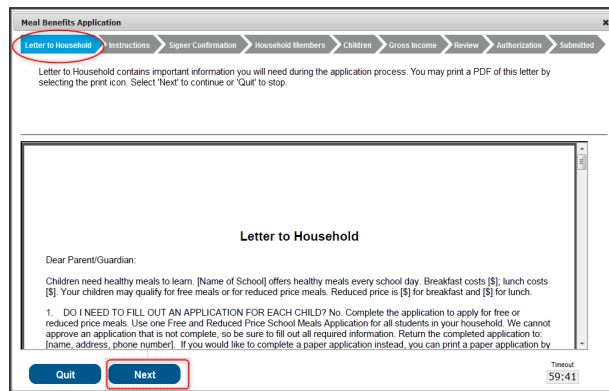 Meal Benefits Application
Letter to Household Instructions Signer Confirmation Household Members Children Gross Income Review Authorization Submitted
Letter to Household contains important information you will need during the application process. You may print a PDF of this letter by
selecting the print icon. Select 'Next' to continue or 'Quit' to stop.
Letter to Household
Dear Parent/Guardian:
Children need healthy meals to learn. [Name of School] offers healthy meals every school day. Breakfast costs [$]; lunch costs
[$]. Your children may qualify for free meals or for reduced price meals. Reduced price is [$] for breakfast and [$] for lunch.
1. DO I NEED TO FILL OUT AN APPLICATION FOR EACH CHILD? No. Complete the application to apply for free or
reduced price meals. Use one Free and Reduced Price School Meals Application for all students in your household. We cannot
approve an application that is not complete, so be sure to fill out all required information. Return the completed application to:
[name, address, phone number]. If you would like to complete a paper application instead, you can print a paper application by
Quit Next
Timeout
59:41